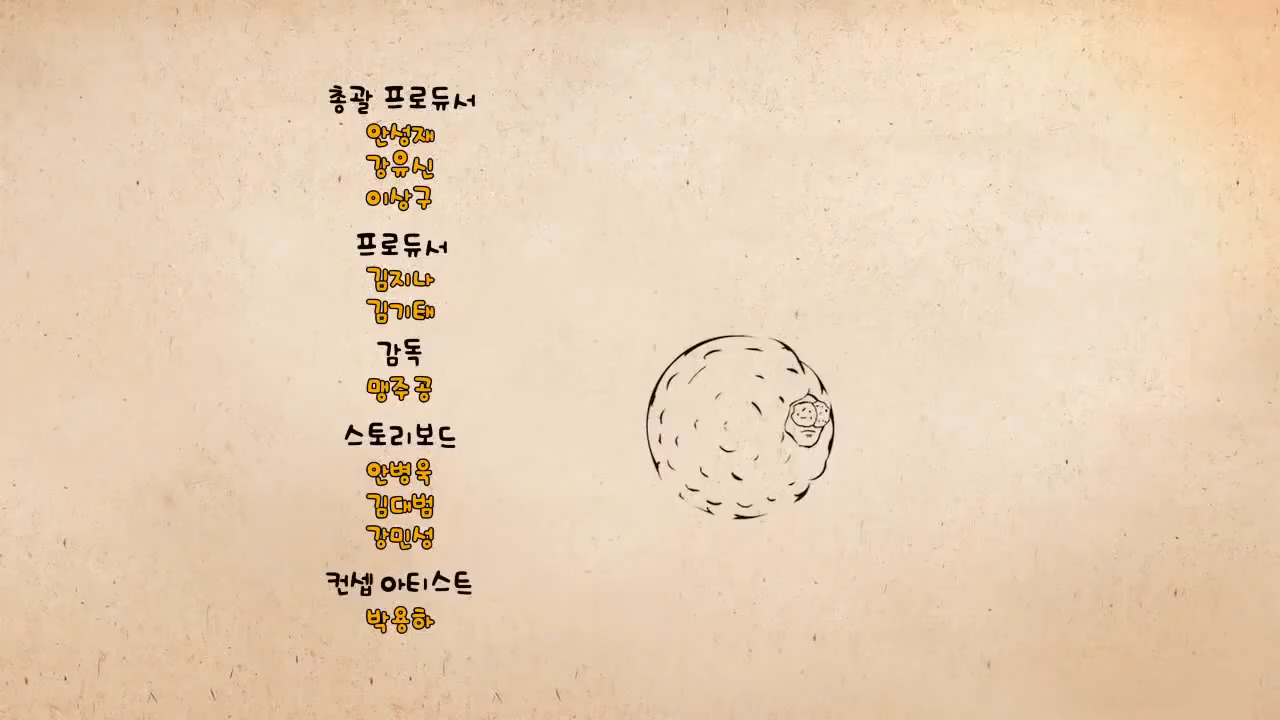 총괄 프로듀서
안성재
강유신
이상구
프로듀서
김지나
김기태
감독
맹주공
스토리보드
안병욱
김대범
강민성
컨셉 아티스트
박용하